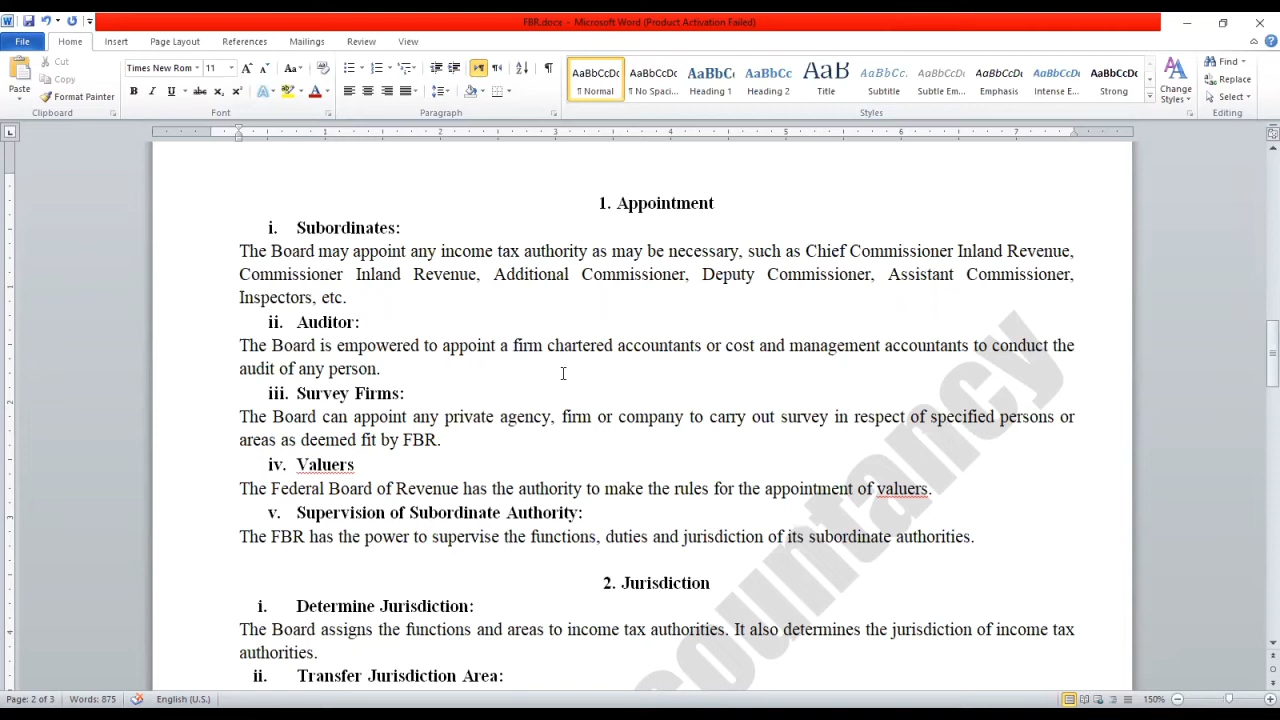 FBR.docx - Microsoft Word (Product Activation Failed)
File Home Insert Page Layout References Mailings Review View
Paste
Cut
Copy
Format Painter
Clipboard
Times New Rom 11
Font
Paragraph
AaBbCcDc AaBbCcDc AaBbC AaBbCc AaB AaBbCc. AaBbCcDc AaBbCcDc AaBbCcDc AaBbCcDc
¶ Normal ¶ No Spaci... Heading 1 Heading 2 Title Subtitle Subtle Em... Emphasis Intense E... Strong
Change Styles
Styles
Find
Replace
Select
Editing
1. Appointment
i. Subordinates:
The Board may appoint any income tax authority as may be necessary, such as Chief Commissioner Inland Revenue,
Commissioner Inland Revenue, Additional Commissioner, Deputy Commissioner, Assistant Commissioner,
Inspectors, etc.
ii. Auditor:
The Board is empowered to appoint a firm chartered accountants or cost and management accountants to conduct the
audit of any person.
iii. Survey Firms:
The Board can appoint any private agency, firm or company to carry out survey in respect of specified persons or
areas as deemed fit by FBR.
iv. Valuers
The Federal Board of Revenue has the authority to make the rules for the appointment of valuers.
v. Supervision of Subordinate Authority:
The FBR has the power to supervise the functions, duties and jurisdiction of its subordinate authorities.
2. Jurisdiction
i. Determine Jurisdiction:
The Board assigns the functions and areas to income tax authorities. It also determines the jurisdiction of income tax
authorities.
ii. Transfer Jurisdiction Area:
countancy
Page: 2 of 3 Words: 875 English (U.S.) 150%